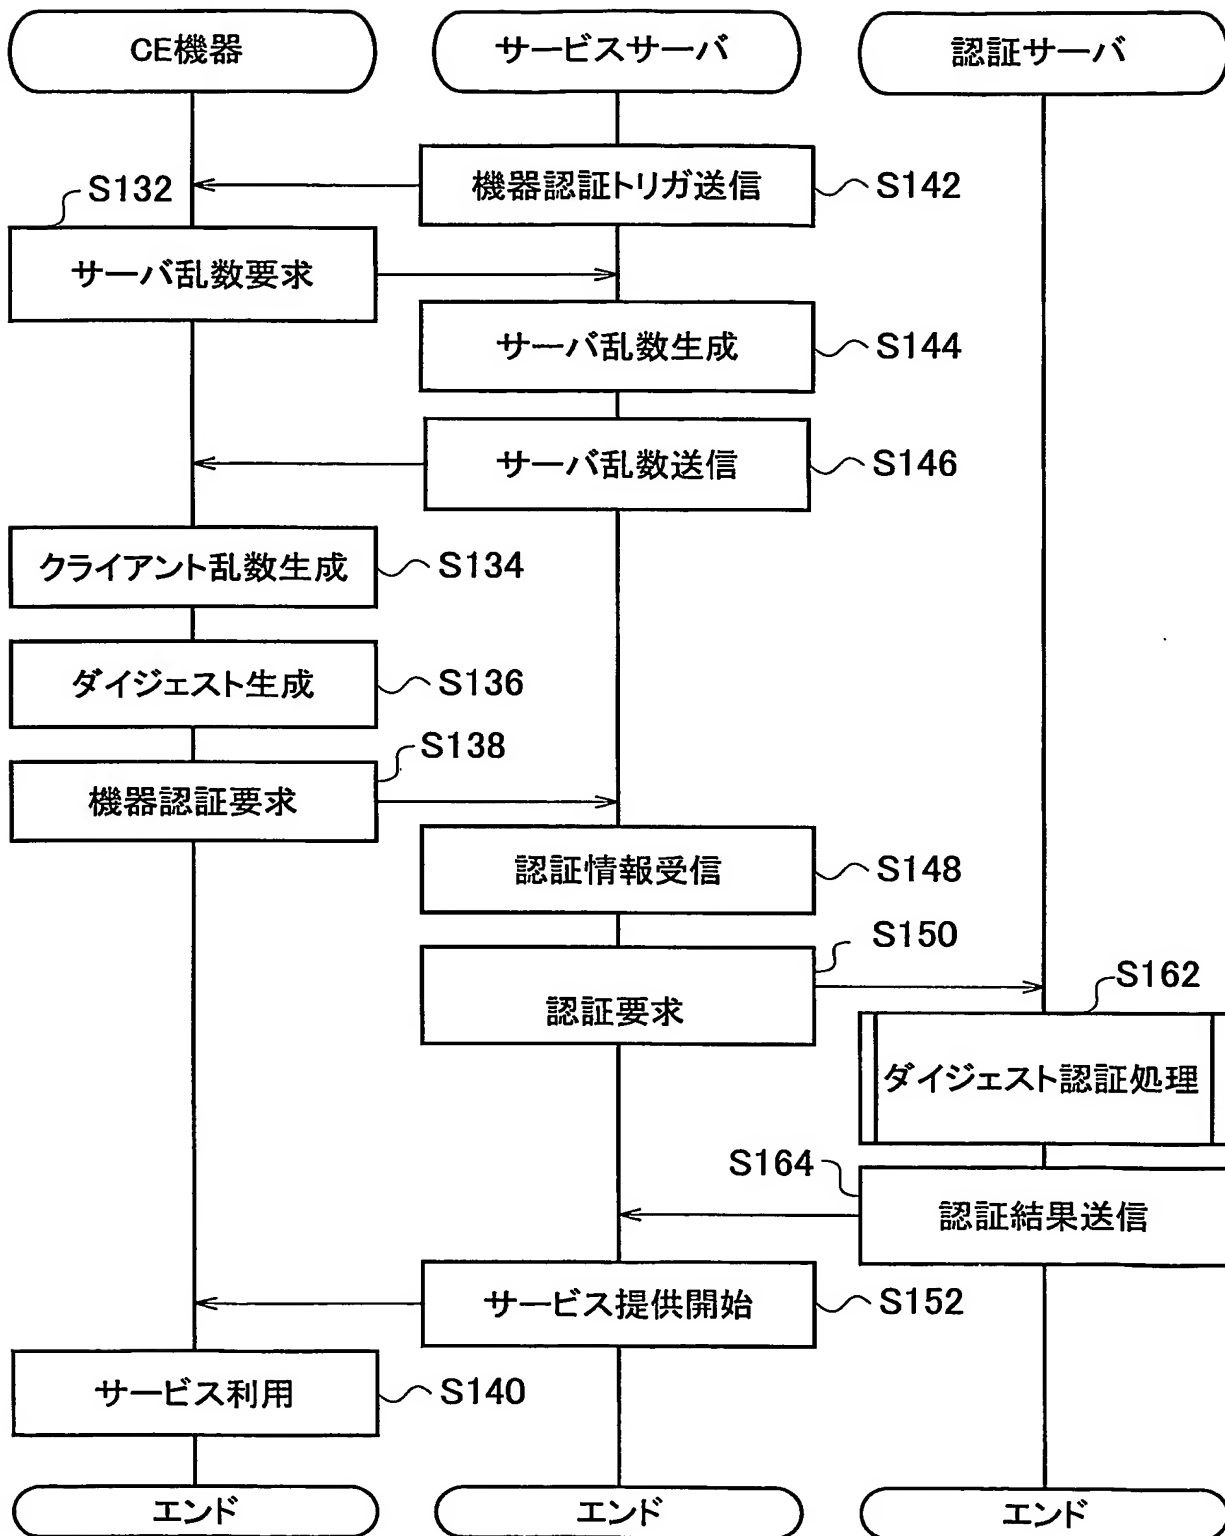 CE機器
サービスサーバ
認証サーバ
機器認証トリガ送信
S142
S132
サーバ乱数要求
サーバ乱数生成
S144
サーバ乱数送信
S146
クライアント乱数生成
S134
ダイジェスト生成
S136
S138
機器認証要求
認証情報受信
S148
S150
認証要求
S162
ダイジェスト認証処理
S164
認証結果送信
サービス提供開始
S152
サービス利用
S140
エンド
エンド
エンド